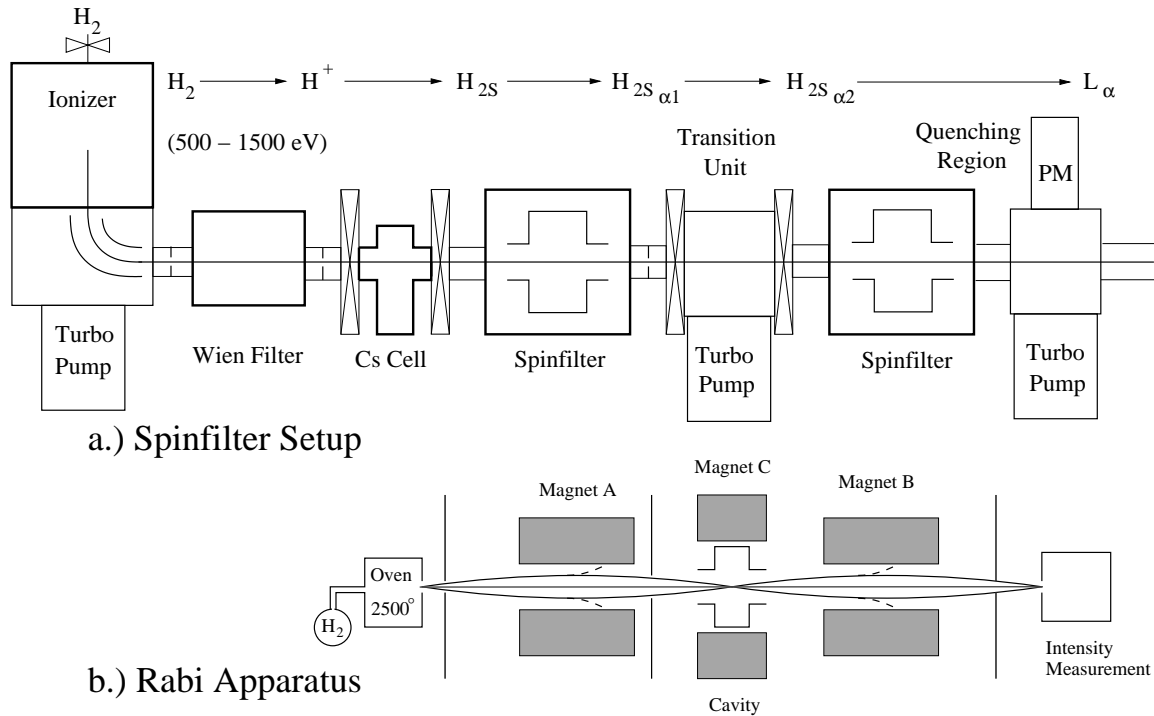 H2
Ionizer
H2 H+ H2S H2Sα1 H2Sα2 Lα
(500 – 1500 eV)
Transition
Unit
Quenching
Region
PM
Turbo
Pump
Wien Filter
Cs Cell
Spinfilter
Turbo
Pump
Spinfilter
Turbo
Pump
a.) Spinfilter Setup
Magnet A
Magnet C
Magnet B
Oven
2500°
H2
Cavity
Intensity
Measurement
b.) Rabi Apparatus